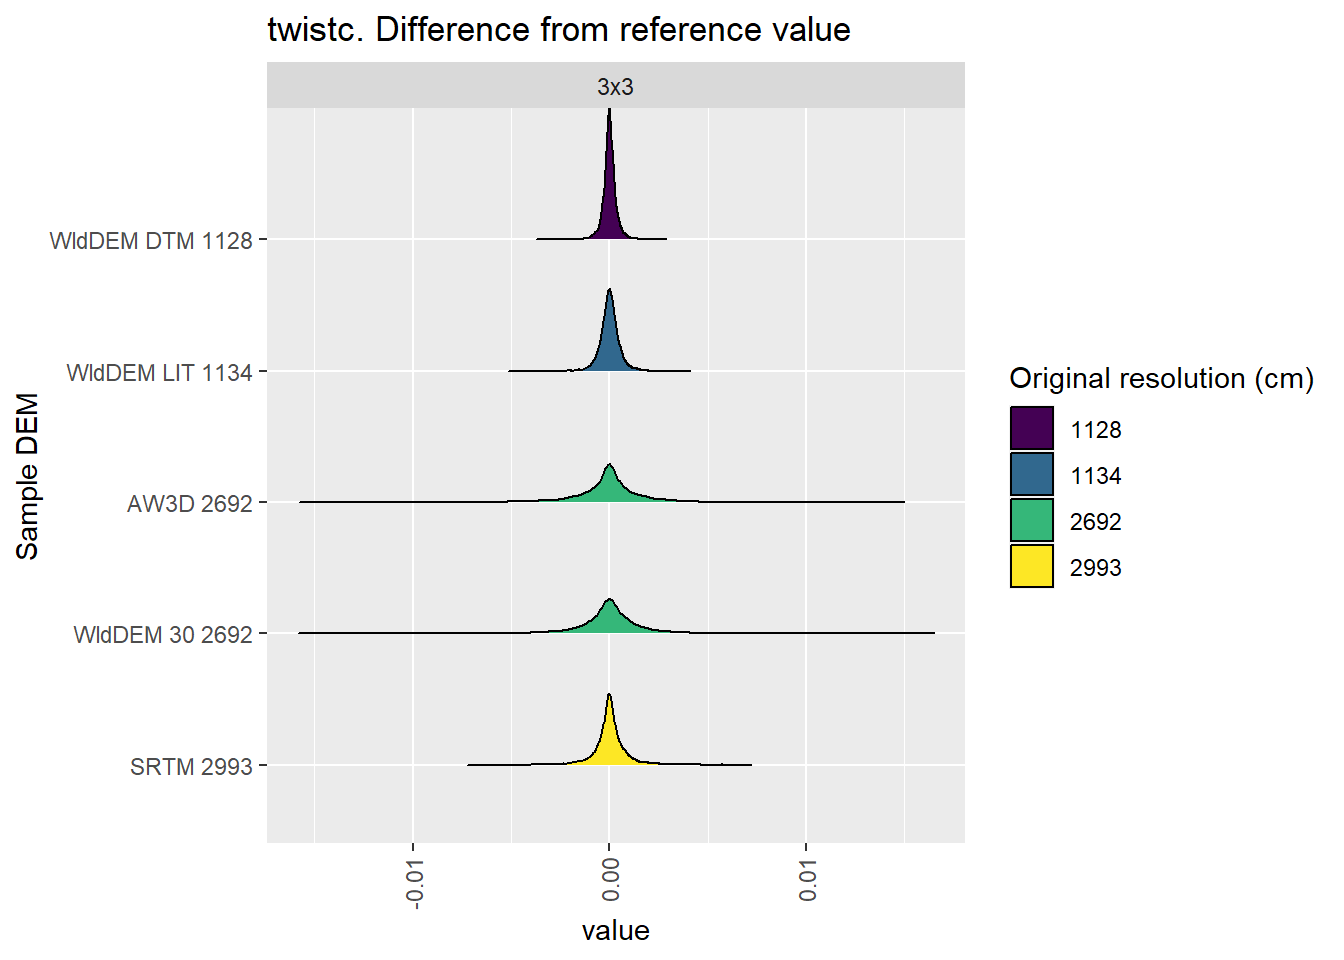 twistc. Difference from reference value
3x3
WldDEM DTM 1128
WldDEM LIT 1134
AW3D 2692
WldDEM 30 2692
SRTM 2993
Sample DEM
-0.01
0.00
0.01
value
Original resolution (cm)
1128
1134
2692
2993